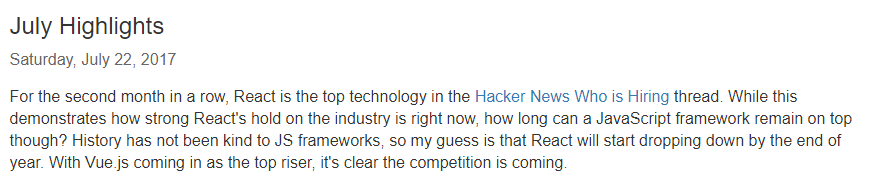 July Highlights
Saturday, July 22, 2017
For the second month in a row, React is the top technology in the Hacker News Who is Hiring thread. While this
demonstrates how strong React's hold on the industry is right now, how long can a JavaScript framework remain on top
though? History has not been kind to JS frameworks, so my guess is that React will start dropping down by the end of
year. With Vue.js coming in as the top riser, it's clear the competition is coming.